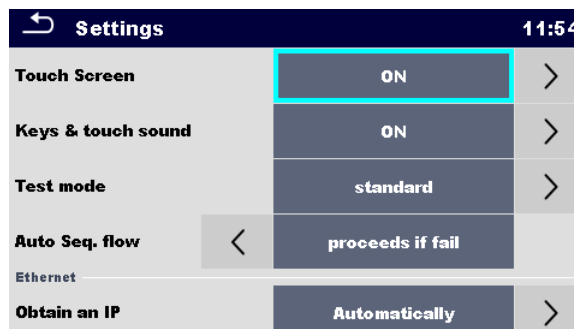 Settings 11:54
Touch Screen ON
Keys & touch sound ON
Test mode standard
Auto Seq. flow proceeds if fail
Ethernet
Obtain an IP Automatically